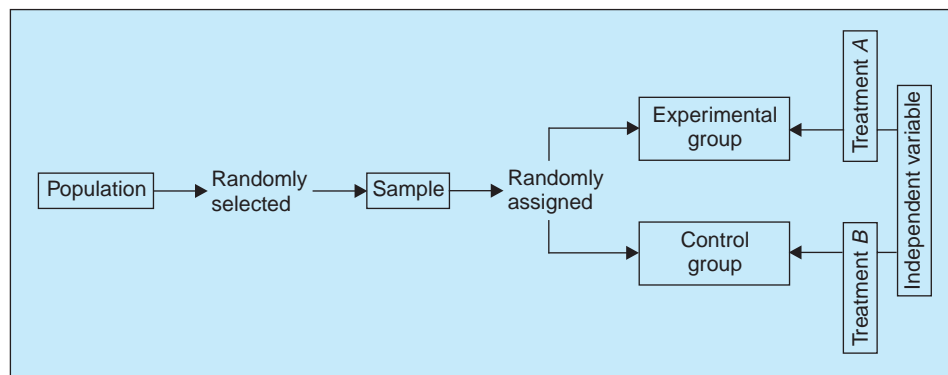 Population
Randomly
selected
Sample
Randomly
assigned
Experimental
group
Control
group
Treatment A
Treatment B
Independent variable